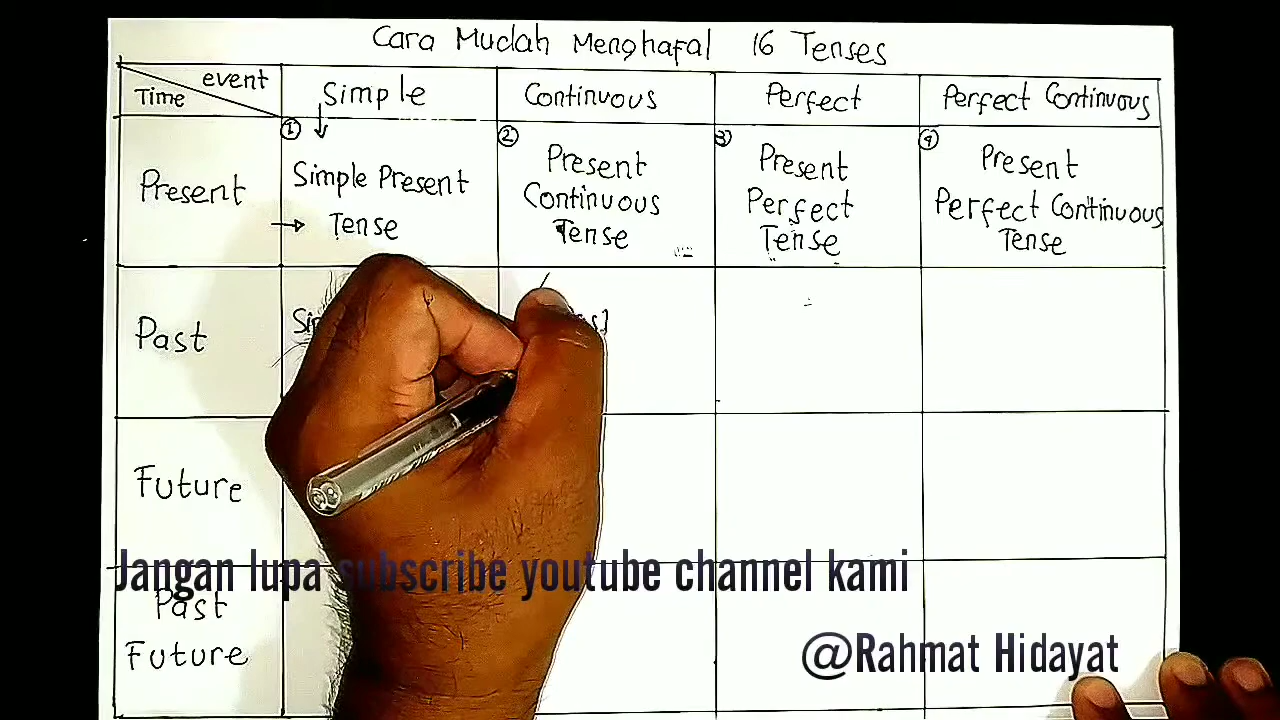 Cara Mudah Menghafal 16 Tenses
event
Time
Simple
Continuous
Perfect
Perfect Continuous
Present
①
Simple Present
→ Tense
②
Present
Continuous
Tense
③
Present
Perfect
Tense
④
Present
Perfect Continuous
Tense
Past
Future
Past
Future
Jangan lupa subscribe youtube channel kami
@Rahmat Hidayat